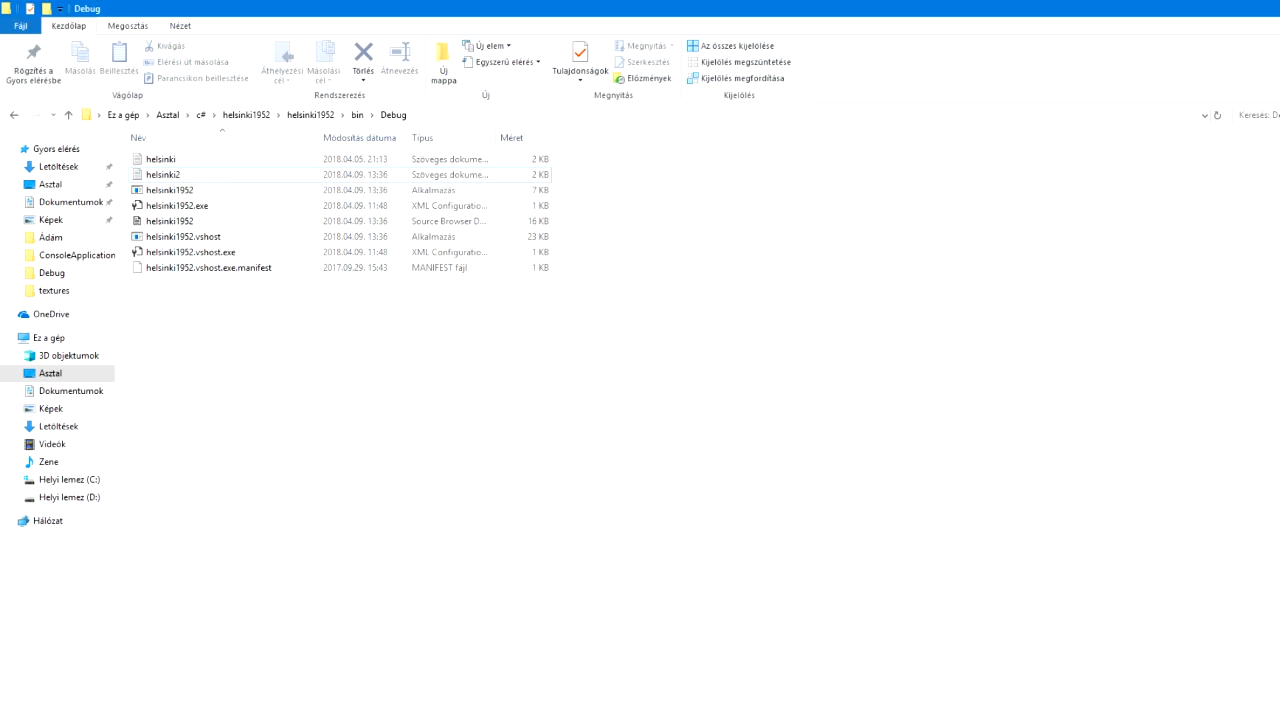 Debug
Fájl Kezdőlap Megosztás Nézet
Rögzítés a Gyors elérésbe
Másolás
Beillesztés
Kivágás
Elérési út másolása
Parancsikon beillesztése
Vágólap
Áthelyezési cél
Másolási cél
Törlés
Átnevezés
Rendszerezés
Új mappa
Új elem
Egyszerű elérés
Új
Tulajdonságok
Megnyitás
Szerkesztés
Előzmények
Megnyitás
Az összes kijelölése
Kijelölés megszüntetése
Kijelölés megfordítása
Kijelölés
Ez a gép > Asztal > c# > helsinki1952 > helsinki1952 > bin > Debug
Keresés: De
Név Módosítás dátuma Típus Méret
helsinki 2018.04.05. 21:13 Szöveges dokume... 2 KB
helsinki2 2018.04.09. 13:36 Szöveges dokume... 2 KB
helsinki1952 2018.04.09. 13:36 Alkalmazás 7 KB
helsinki1952.exe 2018.04.09. 11:48 XML Configuratio... 1 KB
helsinki1952 2018.04.09. 13:36 Source Browser D... 16 KB
helsinki1952.vshost 2018.04.09. 13:36 Alkalmazás 23 KB
helsinki1952.vshost.exe 2018.04.09. 11:48 XML Configuratio... 1 KB
helsinki1952.vshost.exe.manifest 2017.09.29. 15:43 MANIFEST fájl 1 KB
Gyors elérés
Letöltések
Asztal
Dokumentumok
Képek
Ádám
ConsoleApplication
Debug
textures
OneDrive
Ez a gép
3D objektumok
Asztal
Dokumentumok
Képek
Letöltések
Videók
Zene
Helyi lemez (C:)
Helyi lemez (D:)
Hálózat